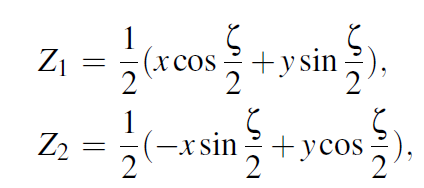 Z₁ = 1/2 (x cos ζ/2 + y sin ζ/2),
Z₂ = 1/2 (−x sin ζ/2 + y cos ζ/2),